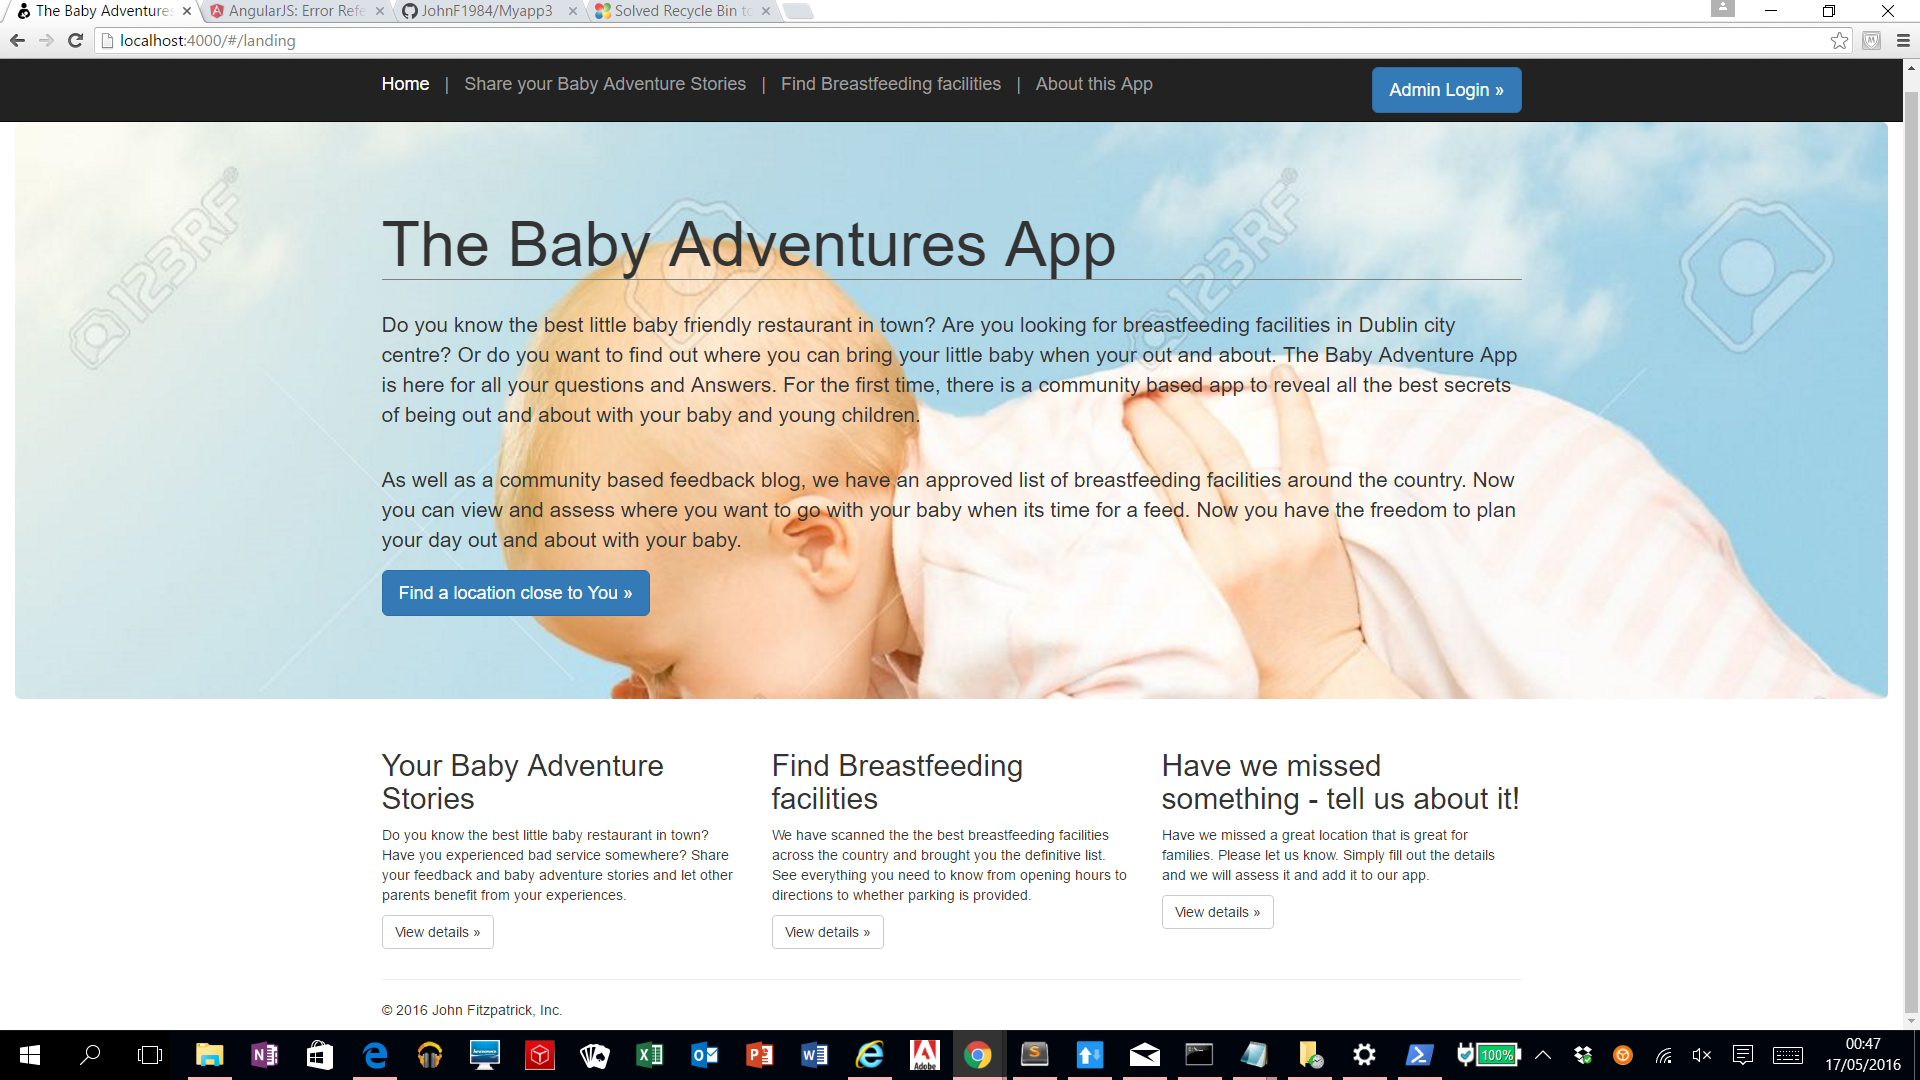 The Baby Adventures
AngularJS: Error Refe
JohnF1984/Myapp3
Solved Recycle Bin to
localhost:4000/#/landing
Home | Share your Baby Adventure Stories | Find Breastfeeding facilities | About this App
Admin Login »
123RF
123RF
The Baby Adventures App
Do you know the best little baby friendly restaurant in town? Are you looking for breastfeeding facilities in Dublin city
centre? Or do you want to find out where you can bring your little baby when your out and about. The Baby Adventure App
is here for all your questions and Answers. For the first time, there is a community based app to reveal all the best secrets
of being out and about with your baby and young children.
As well as a community based feedback blog, we have an approved list of breastfeeding facilities around the country. Now
you can view and assess where you want to go with your baby when its time for a feed. Now you have the freedom to plan
your day out and about with your baby.
Find a location close to You »
Your Baby Adventure
Stories
Do you know the best little baby restaurant in town?
Have you experienced bad service somewhere? Share
your feedback and baby adventure stories and let other
parents benefit from your experiences.
View details »
Find Breastfeeding
facilities
We have scanned the the best breastfeeding facilities
across the country and brought you the definitive list.
See everything you need to know from opening hours to
directions to whether parking is provided.
View details »
Have we missed
something - tell us about it!
Have we missed a great location that is great for
families. Please let us know. Simply fill out the details
and we will assess it and add it to our app.
View details »
© 2016 John Fitzpatrick, Inc.
Adobe
100%
00:47
17/05/2016